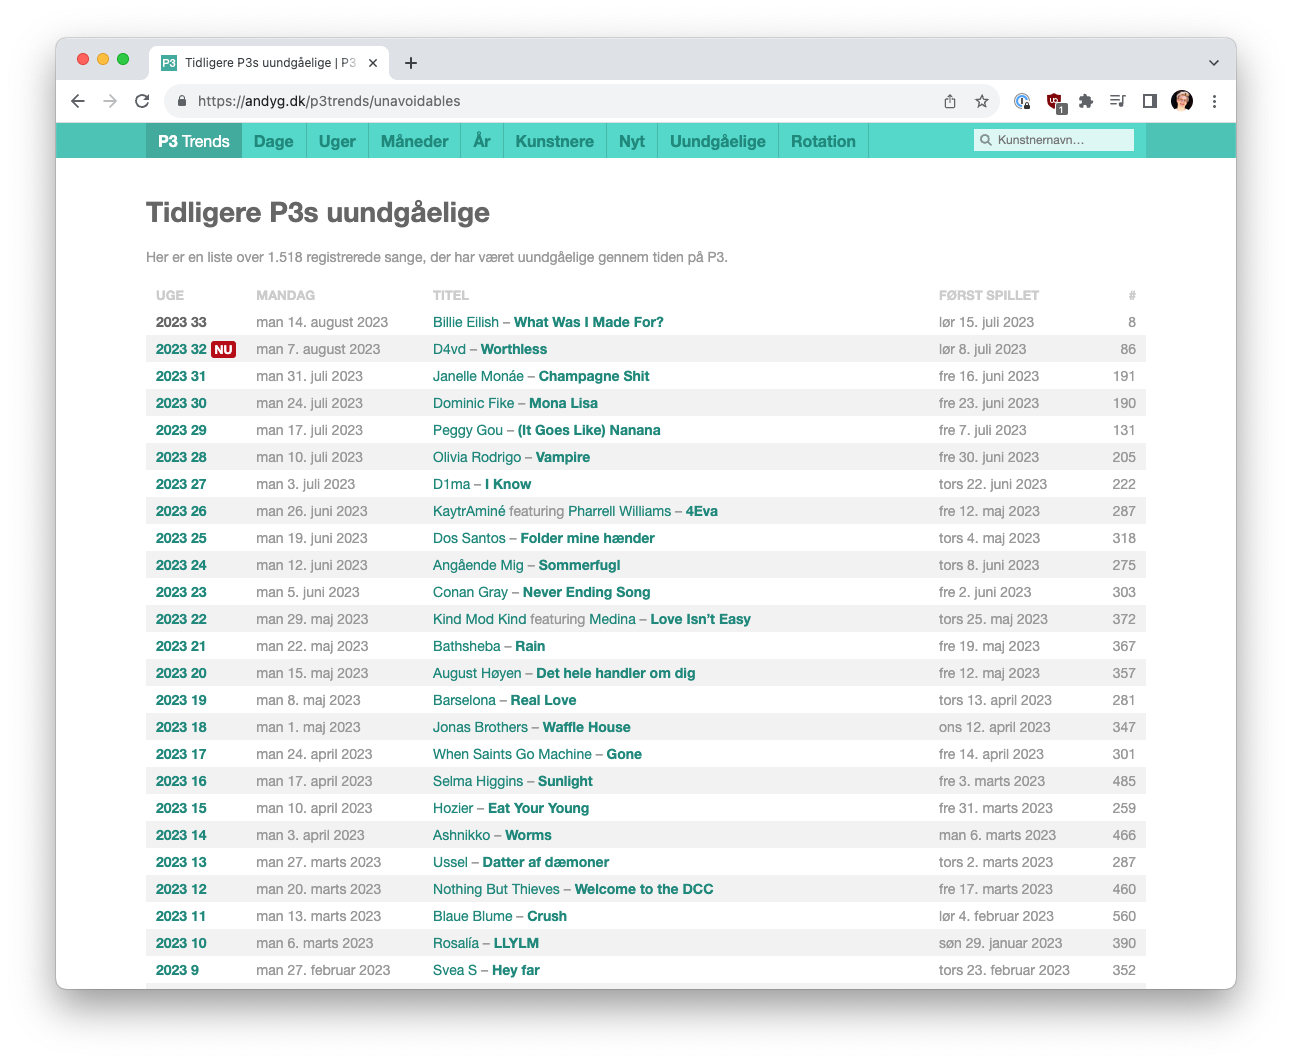 P3 Tidligere P3s uundgåelige | P3
https://andyg.dk/p3trends/unavoidables 1
P3 Trends Dage Uger Måneder År Kunstnere Nyt Uundgåelige Rotation Kunstnernavn…
Tidligere P3s uundgåelige
Her er en liste over 1.518 registrerede sange, der har været uundgåelige gennem tiden på P3.
UGE MANDAG TITEL FØRST SPILLET #
2023 33 man 14. august 2023 Billie Eilish – What Was I Made For? lør 15. juli 2023 8
2023 32 NU man 7. august 2023 D4vd – Worthless lør 8. juli 2023 86
2023 31 man 31. juli 2023 Janelle Monáe – Champagne Shit fre 16. juni 2023 191
2023 30 man 24. juli 2023 Dominic Fike – Mona Lisa fre 23. juni 2023 190
2023 29 man 17. juli 2023 Peggy Gou – (It Goes Like) Nanana fre 7. juli 2023 131
2023 28 man 10. juli 2023 Olivia Rodrigo – Vampire fre 30. juni 2023 205
2023 27 man 3. juli 2023 D1ma – I Know tors 22. juni 2023 222
2023 26 man 26. juni 2023 KaytrAminé featuring Pharrell Williams – 4Eva fre 12. maj 2023 287
2023 25 man 19. juni 2023 Dos Santos – Folder mine hænder tors 4. maj 2023 318
2023 24 man 12. juni 2023 Angående Mig – Sommerfugl tors 8. juni 2023 275
2023 23 man 5. juni 2023 Conan Gray – Never Ending Song fre 2. juni 2023 303
2023 22 man 29. maj 2023 Kind Mod Kind featuring Medina – Love Isn’t Easy tors 25. maj 2023 372
2023 21 man 22. maj 2023 Bathsheba – Rain fre 19. maj 2023 367
2023 20 man 15. maj 2023 August Høyen – Det hele handler om dig fre 12. maj 2023 357
2023 19 man 8. maj 2023 Barselona – Real Love tors 13. april 2023 281
2023 18 man 1. maj 2023 Jonas Brothers – Waffle House ons 12. april 2023 347
2023 17 man 24. april 2023 When Saints Go Machine – Gone fre 14. april 2023 301
2023 16 man 17. april 2023 Selma Higgins – Sunlight fre 3. marts 2023 485
2023 15 man 10. april 2023 Hozier – Eat Your Young fre 31. marts 2023 259
2023 14 man 3. april 2023 Ashnikko – Worms man 6. marts 2023 466
2023 13 man 27. marts 2023 Ussel – Datter af dæmoner tors 2. marts 2023 287
2023 12 man 20. marts 2023 Nothing But Thieves – Welcome to the DCC fre 17. marts 2023 460
2023 11 man 13. marts 2023 Blaue Blume – Crush lør 4. februar 2023 560
2023 10 man 6. marts 2023 Rosalía – LLYLM søn 29. januar 2023 390
2023 9 man 27. februar 2023 Svea S – Hey far tors 23. februar 2023 352